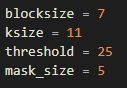 blocksize = 7
ksize = 11
threshold = 25
mask_size = 5